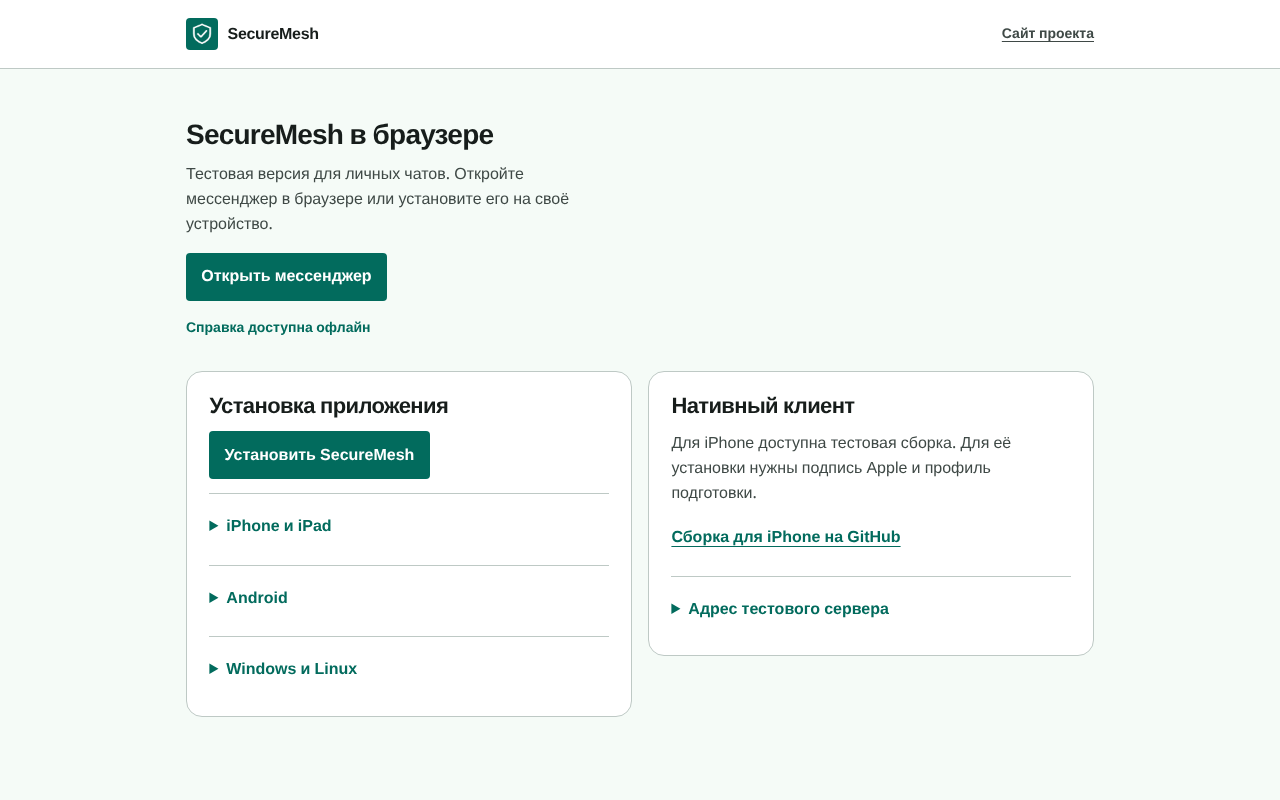 SecureMesh
Сайт проекта
SecureMesh в браузере
Тестовая версия для личных чатов. Откройте
мессенджер в браузере или установите его на своё
устройство.
Открыть мессенджер
Справка доступна офлайн
Установка приложения
Установить SecureMesh
iPhone и iPad
Android
Windows и Linux
Нативный клиент
Для iPhone доступна тестовая сборка. Для её
установки нужны подпись Apple и профиль
подготовки.
Сборка для iPhone на GitHub
Адрес тестового сервера